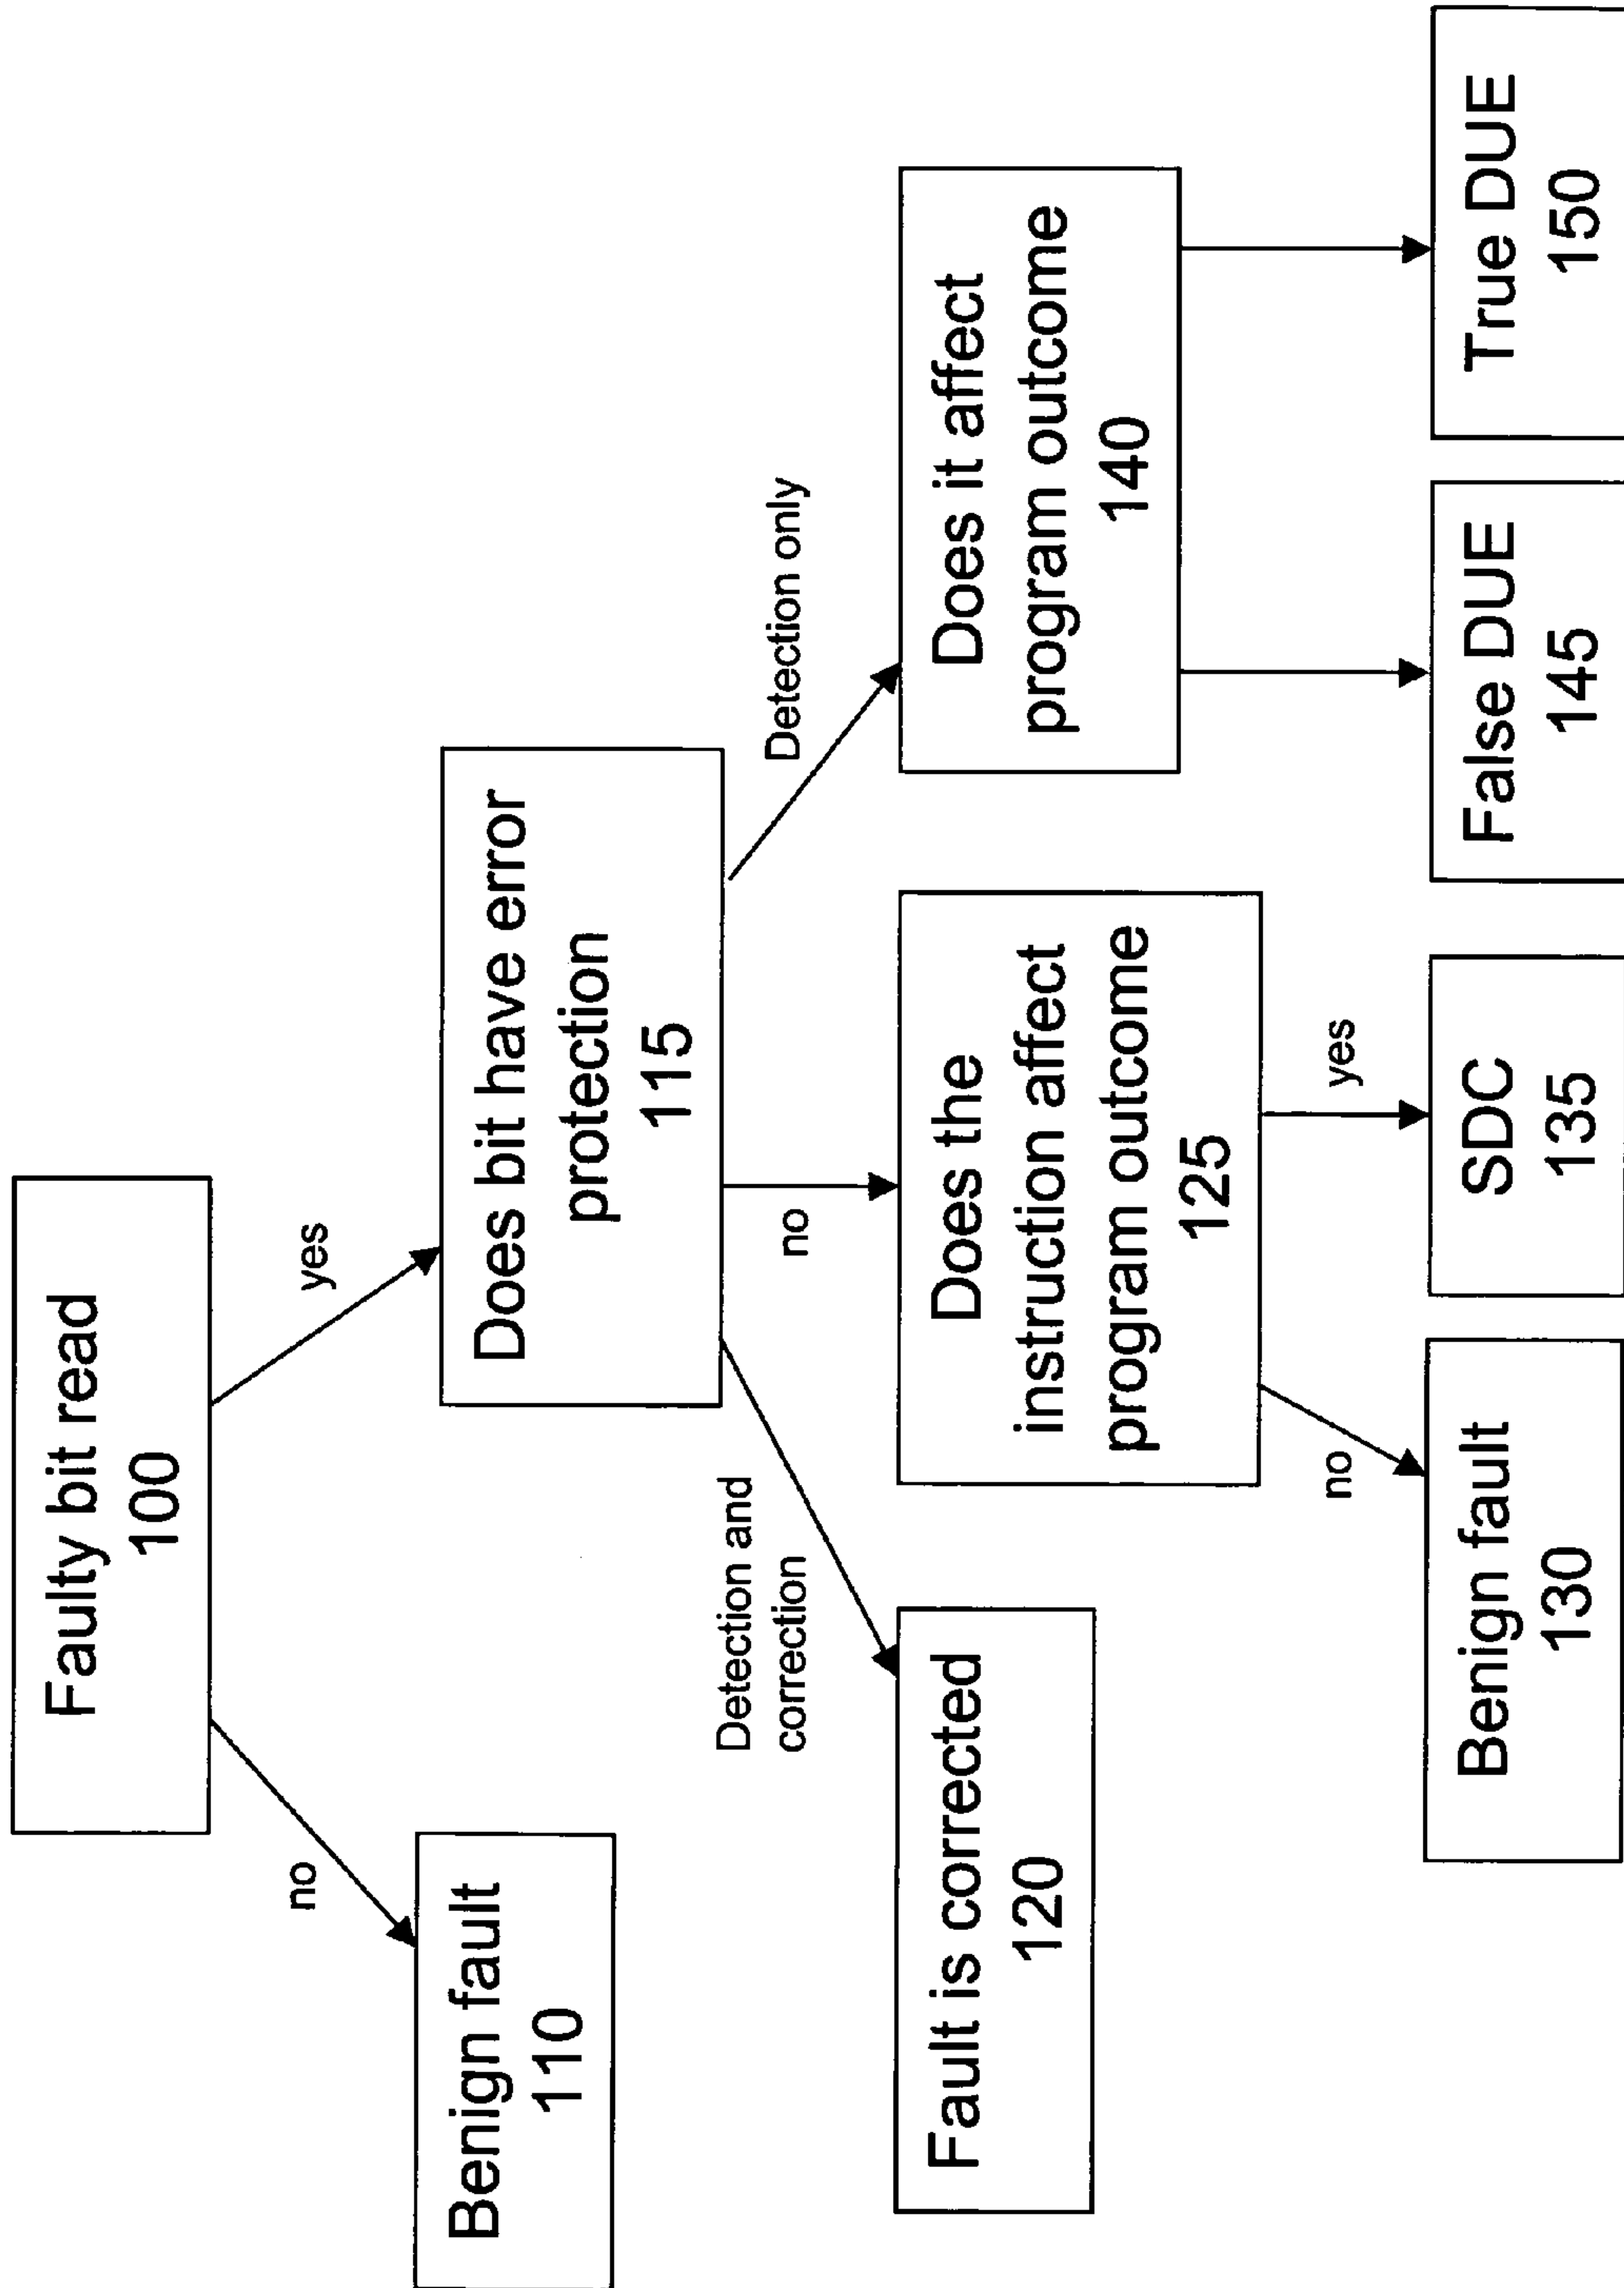 Faulty bit read
100
no
yes
Benign fault
110
Does bit have error
protection
115
Detection and
correction
no
Detection only
Fault is corrected
120
Does the
instruction affect
program outcome
125
Does it affect
program outcome
140
no
yes
Benign fault
130
SDC
135
False DUE
145
True DUE
150